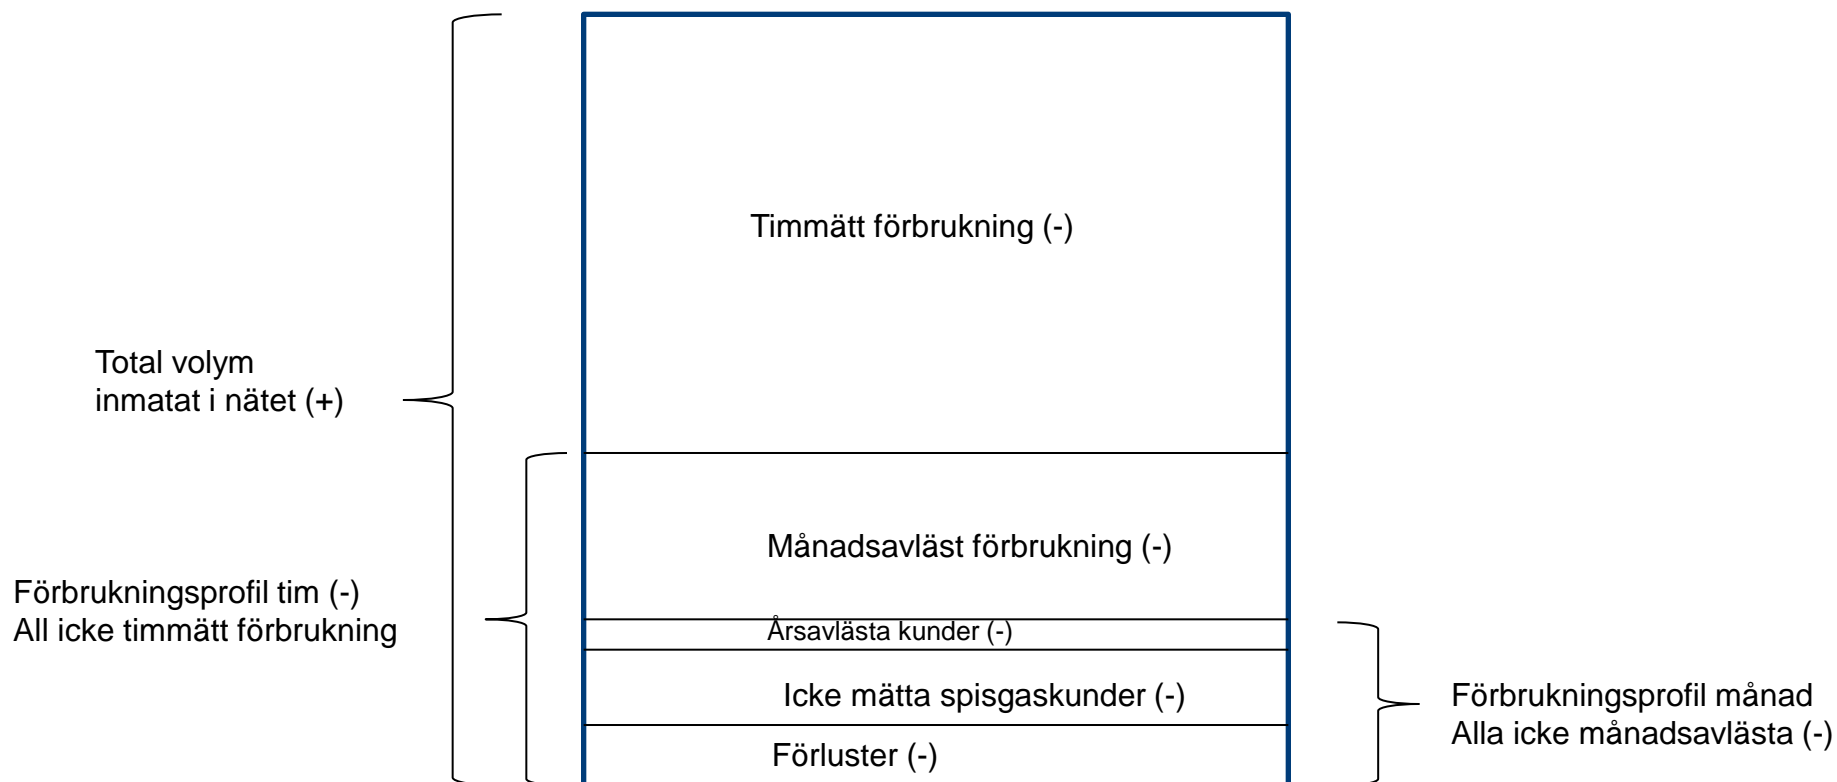 Timmätt förbrukning (-)
Total volym
inmatat i nätet (+)
Månadsavläst förbrukning (-)
Förbrukningsprofil tim (-)
All icke timmätt förbrukning
Årsavlästa kunder (-)
Icke mätta spisgaskunder (-)
Förbrukningsprofil månad
Alla icke månadsavlästa (-)
Förluster (-)